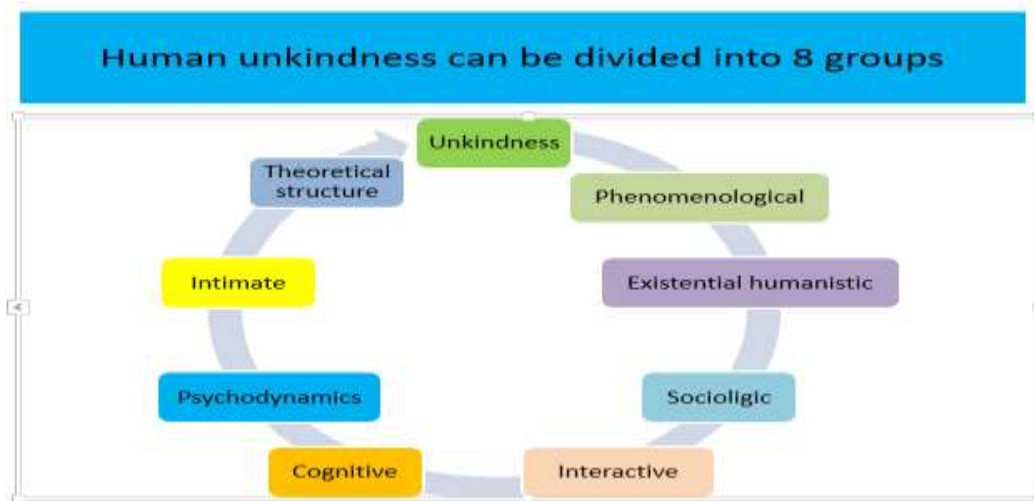 Human unkindness can be divided into 8 groups
Unkindness
Phenomenological
Existential humanistic
Socioligic
Interactive
Cognitive
Psychodynamics
Intimate
Theoretical
structure